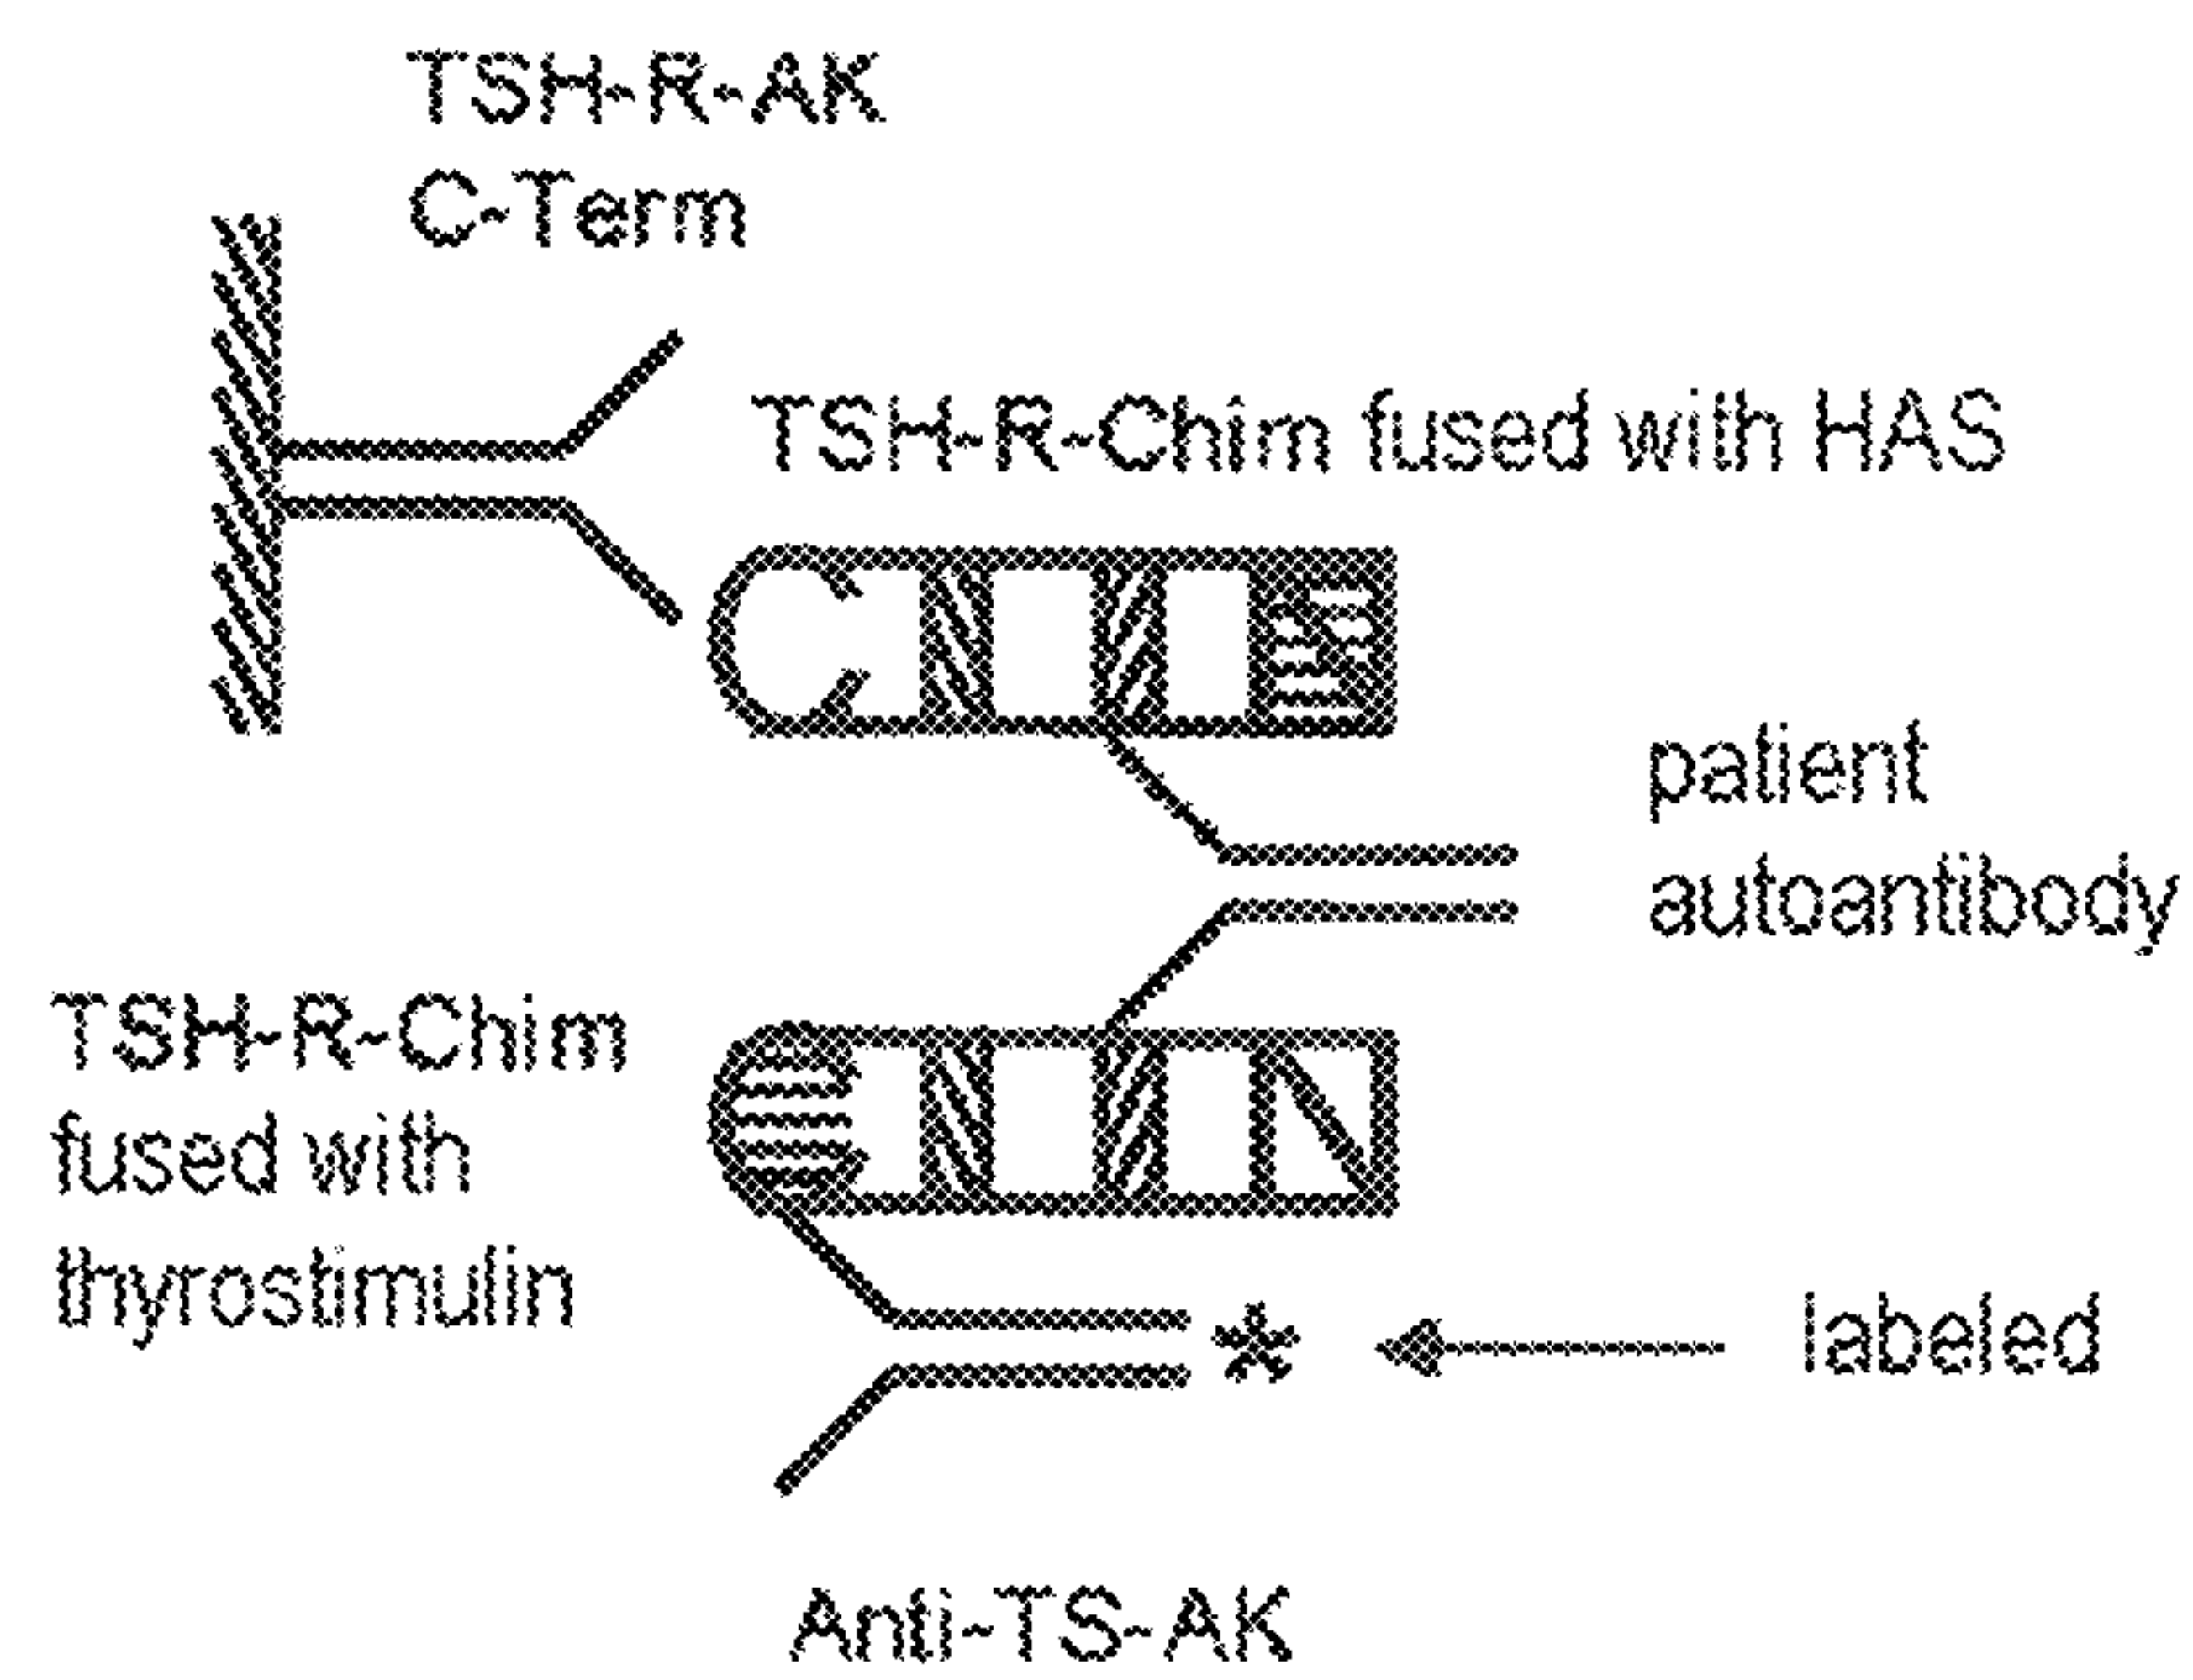 TSH-R-AK
C-Term
TSH-R-Chim fused with HAS
patient
autoantibody
TSH-R-Chim
fused with
thyrostimulin
labeled
Anti-TS-AK